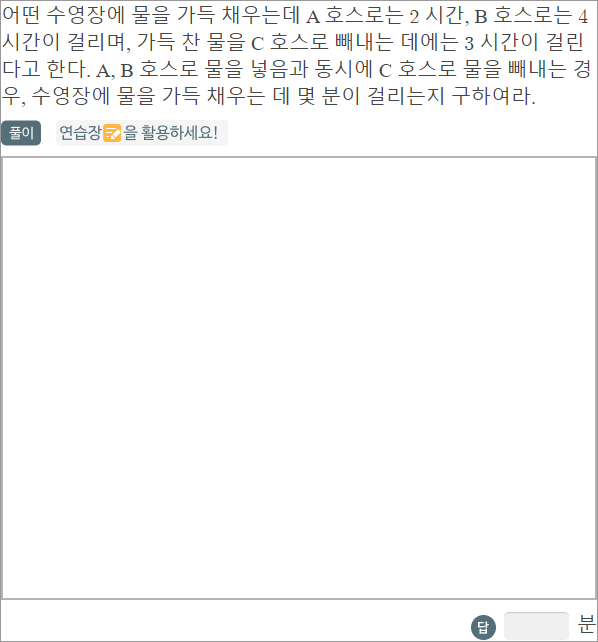 어떤 수영장에 물을 가득 채우는데 A 호스로는 2 시간, B 호스로는 4
시간이 걸리며, 가득 찬 물을 C 호스로 빼내는 데에는 3 시간이 걸린
다고 한다. A, B 호스로 물을 넣음과 동시에 C 호스로 물을 빼내는 경
우, 수영장에 물을 가득 채우는 데 몇 분이 걸리는지 구하여라.
풀이 연습장을 활용하세요!
답 분